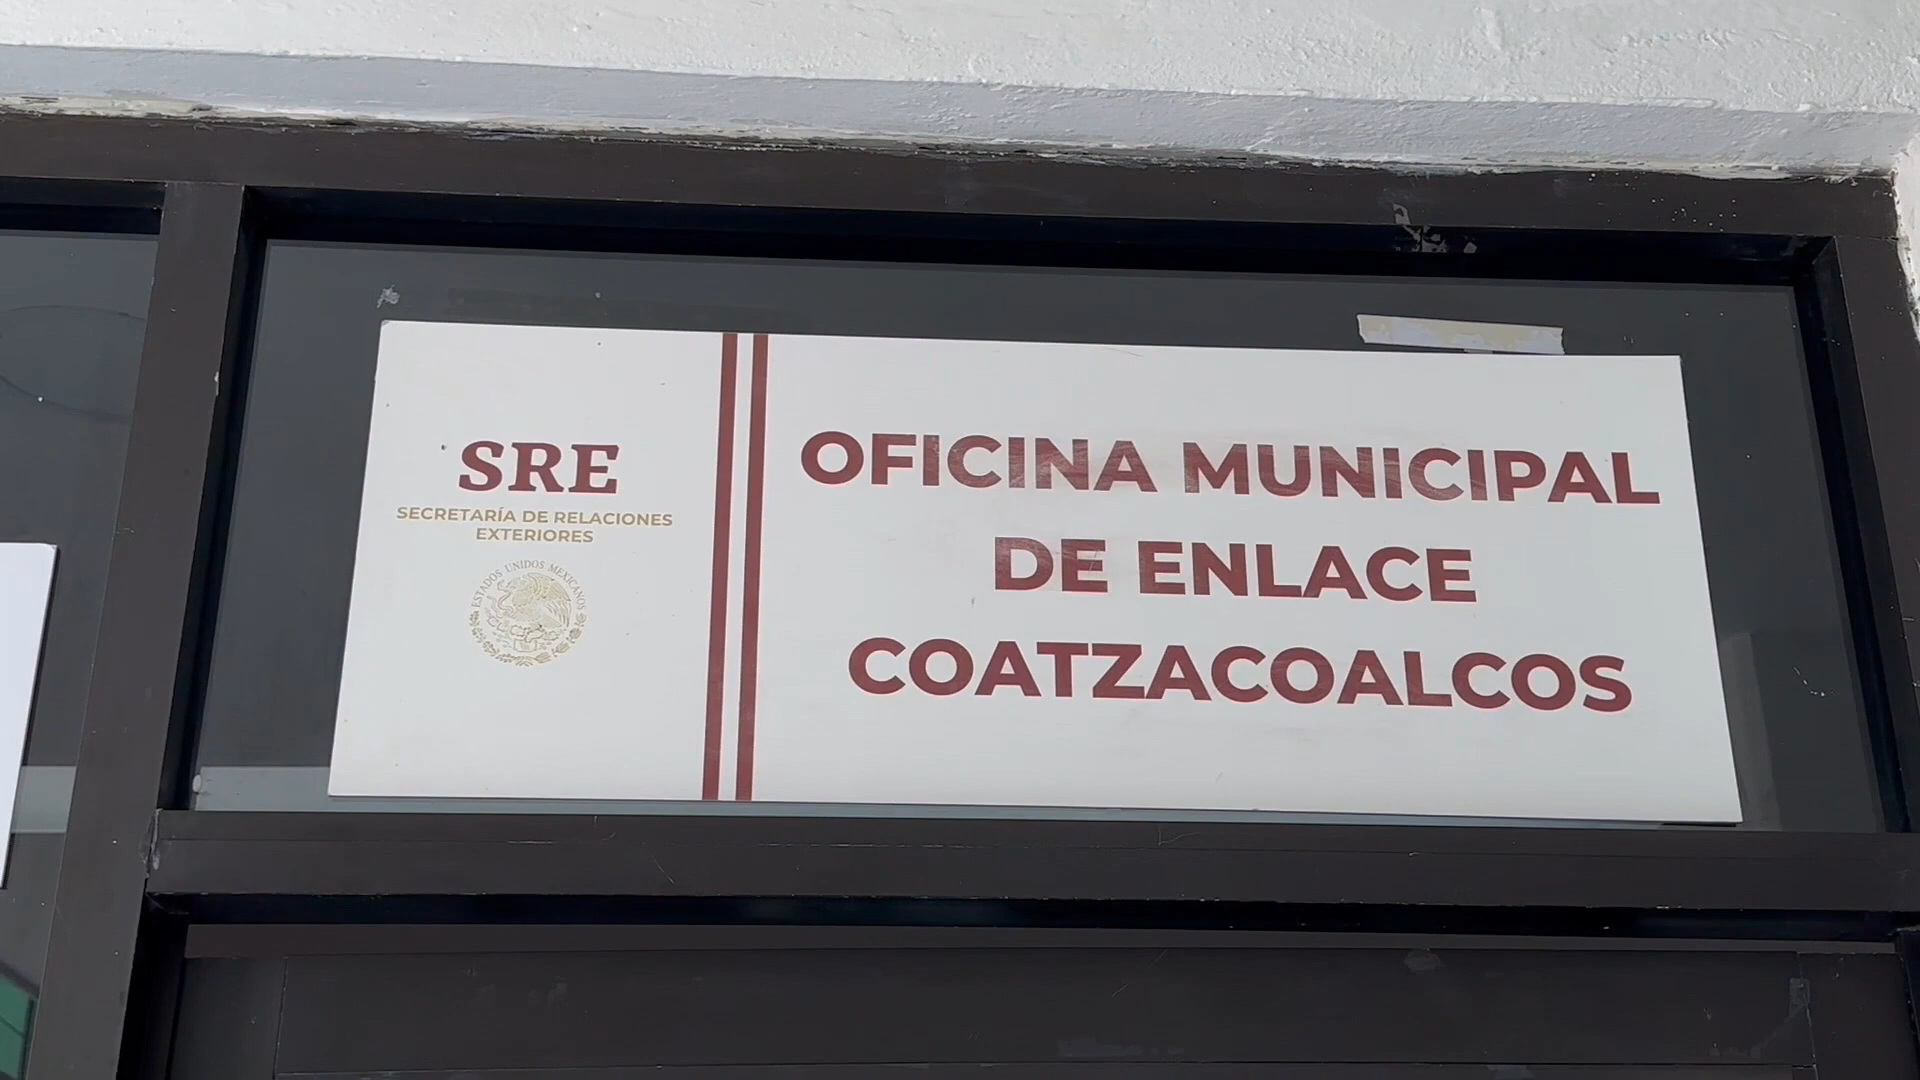 SRE
SECRETARÍA DE RELACIONES
EXTERIORES
ESTADOS UNIDOS MEXICANOS
OFICINA MUNICIPAL
DE ENLACE
COATZACOALCOS